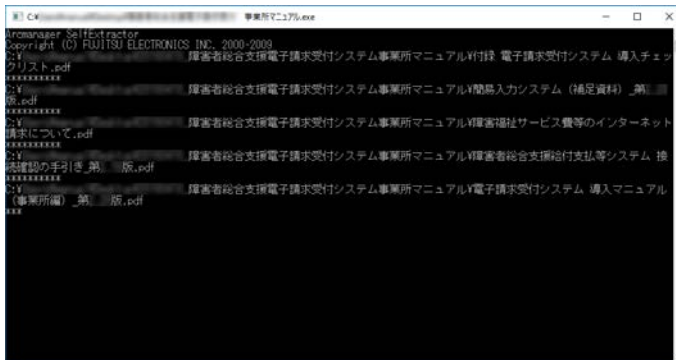 C:¥ 事業所マニュアル.exe
Arcmanager SelfExtractor
Copyright (C) FUJITSU ELECTRONICS INC. 2000-2009
C:¥ 障害者総合支援電子請求受付システム事業所マニュアル¥付録 電子請求受付システム 導入チェッ
クリスト.pdf
**********
C:¥ 障害者総合支援電子請求受付システム事業所マニュアル¥簡易入力システム（補足資料）_第
版.pdf
**********
C:¥ 障害者総合支援電子請求受付システム事業所マニュアル¥障害福祉サービス費等のインターネット
請求について.pdf
**********
C:¥ 障害者総合支援電子請求受付システム事業所マニュアル¥障害者総合支援給付支払等システム 接
続確認の手引き_第 版.pdf
**********
C:¥ 障害者総合支援電子請求受付システム事業所マニュアル¥電子請求受付システム 導入マニュアル
（事業所編）_第 版.pdf
***